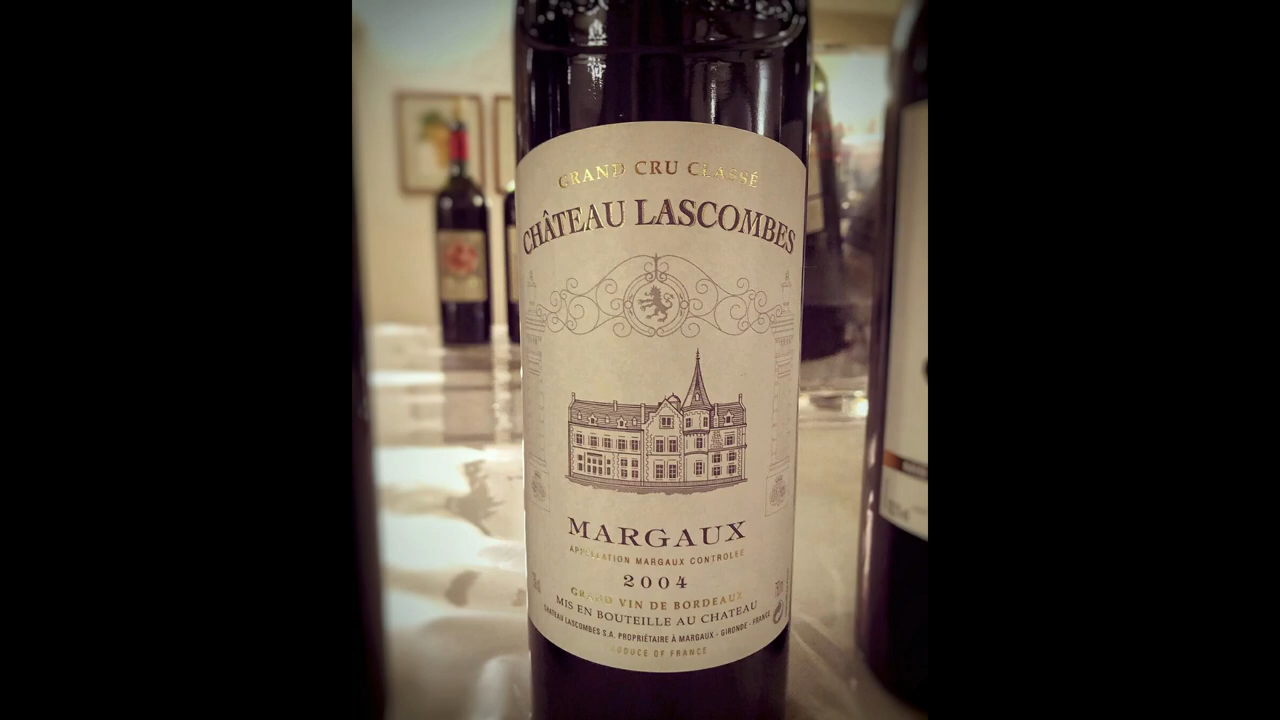 GRAND CRU CLASSÉ
CHÂTEAU LASCOMBES
MARGAUX
APPELLATION MARGAUX CONTROLÉE
2004
GRAND VIN DE BORDEAUX
MIS EN BOUTEILLE AU CHATEAU
CHATEAU LASCOMBES S.A. PROPRIÉTAIRE À MARGAUX - GIRONDE - FRANCE
PRODUCE OF FRANCE